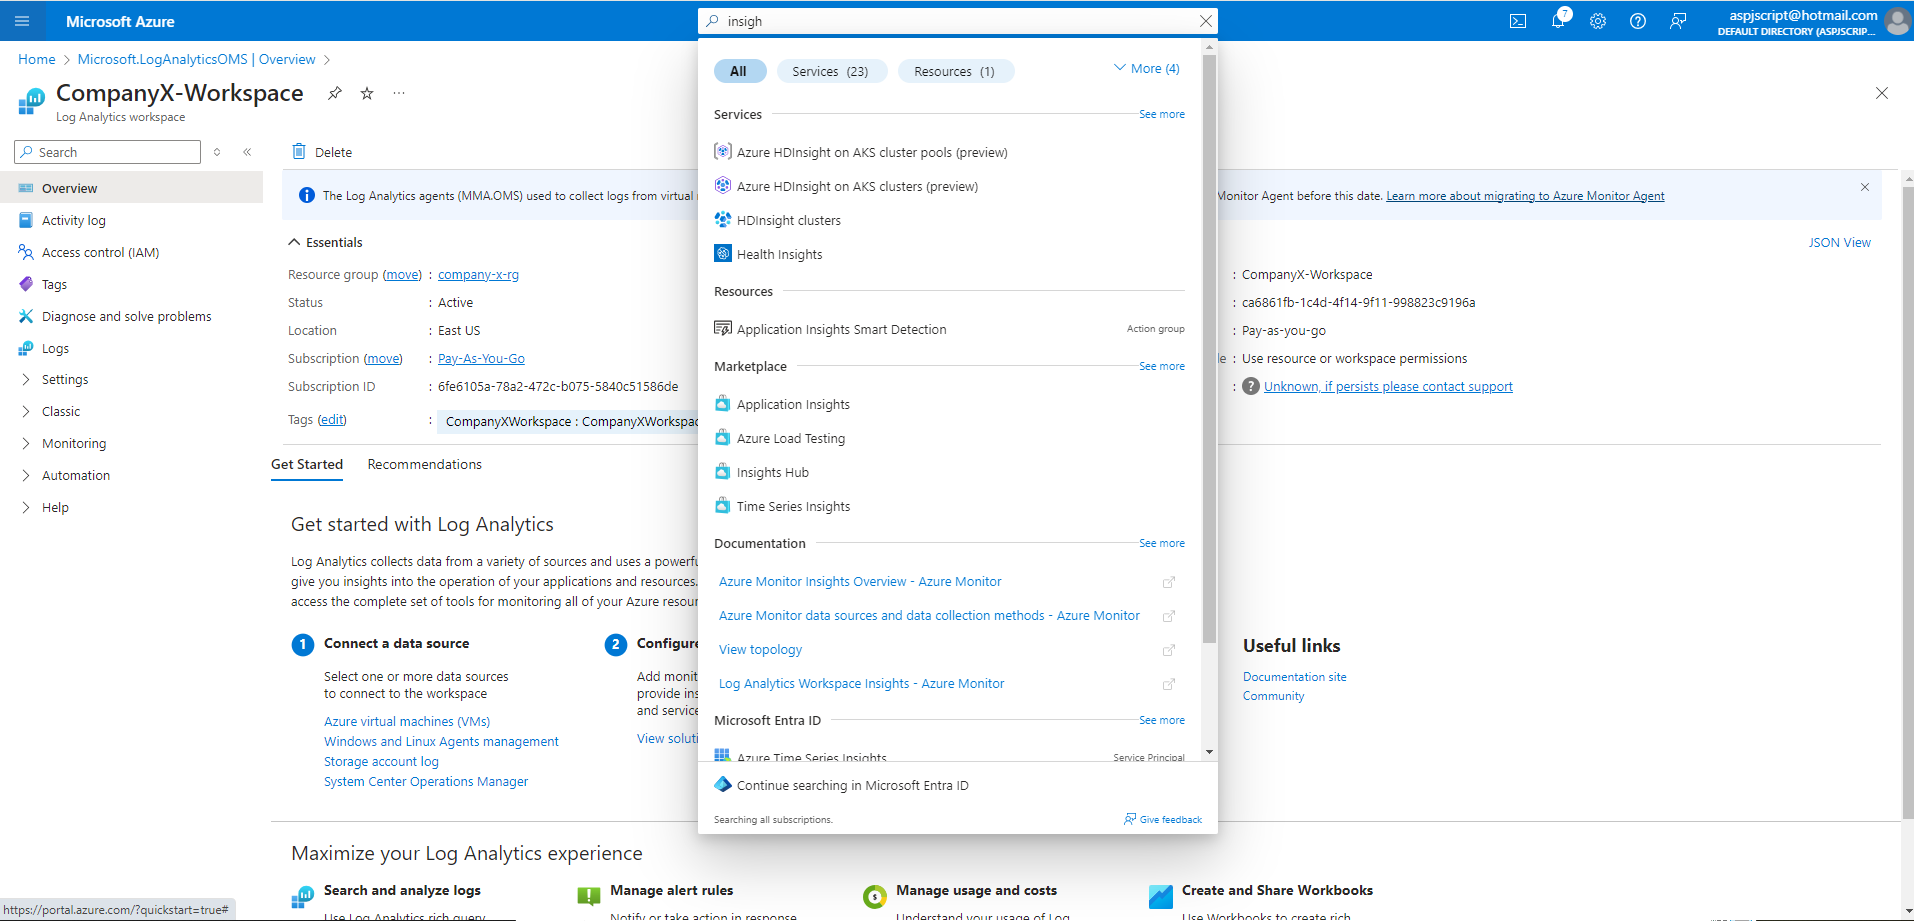 Microsoft Azure
insigh
7
aspjscript@hotmail.com
DEFAULT DIRECTORY (ASPJSCRIP...
Home > Microsoft.LogAnalyticsOMS | Overview >
CompanyX-Workspace
...
Log Analytics workspace
Search
Overview
Activity log
Access control (IAM)
Tags
Diagnose and solve problems
Logs
Settings
Classic
Monitoring
Automation
Help
Delete
The Log Analytics agents (MMA,OMS) used to collect logs from virtual
Monitor Agent before this date. Learn more about migrating to Azure Monitor Agent
Essentials
JSON View
Resource group (move) : company-x-rg
Status : Active
Location : East US
Subscription (move) : Pay-As-You-Go
Subscription ID : 6fe6105a-78a2-472c-b075-5840c51586de
Tags (edit) : CompanyXWorkspace : CompanyXWorkspac
: CompanyX-Workspace
: ca6861fb-1c4d-4f14-9f11-998823c9196a
: Pay-as-you-go
: Use resource or workspace permissions
: Unknown, if persists please contact support
Get Started
Recommendations
Get started with Log Analytics
Log Analytics collects data from a variety of sources and uses a powerfu
give you insights into the operation of your applications and resources.
access the complete set of tools for monitoring all of your Azure resour
1 Connect a data source
Select one or more data sources
to connect to the workspace
Azure virtual machines (VMs)
Windows and Linux Agents management
Storage account log
System Center Operations Manager
2 Configure
Add monit
provide ins
and service
View soluti
Useful links
Documentation site
Community
All
Services (23)
Resources (1)
More (4)
Services
See more
Azure HDInsight on AKS cluster pools (preview)
Azure HDInsight on AKS clusters (preview)
HDInsight clusters
Health Insights
Resources
Application Insights Smart Detection
Action group
Marketplace
See more
Application Insights
Azure Load Testing
Insights Hub
Time Series Insights
Documentation
See more
Azure Monitor Insights Overview - Azure Monitor
Azure Monitor data sources and data collection methods - Azure Monitor
View topology
Log Analytics Workspace Insights - Azure Monitor
Microsoft Entra ID
See more
Azure Time Series Insights
Service Principal
Continue searching in Microsoft Entra ID
Searching all subscriptions.
Give feedback
Maximize your Log Analytics experience
Search and analyze logs
Use Log Analytics rich query
Manage alert rules
Notify or take action in response
Manage usage and costs
Understand your usage of Log
Create and Share Workbooks
Use Workbooks to create rich
https://portal.azure.com/?quickstart=true#